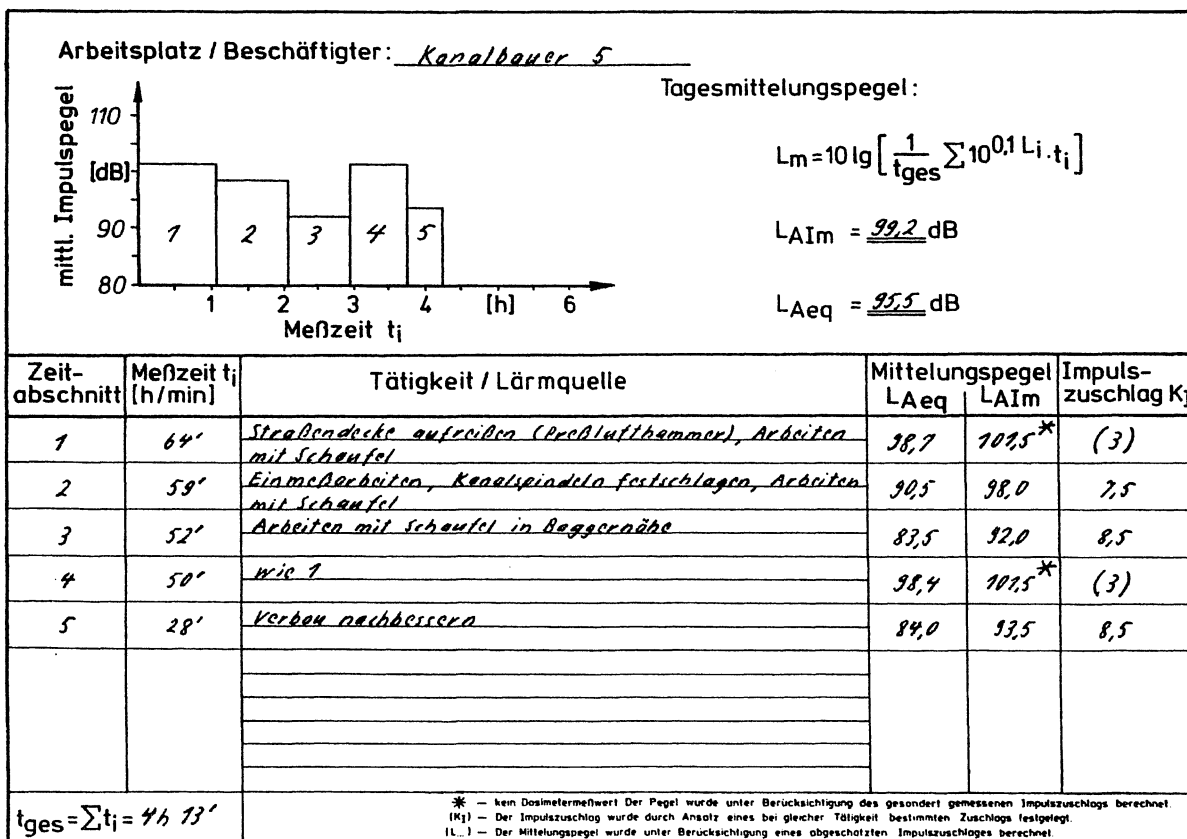 Arbeitsplatz / Beschäftigter: Kanalbauer 5
mittl. Impulspegel [dB]
110
90
80
1 2 3 4 5
1 2 3 4 [h] 6
Meßzeit ti
Tagesmittelungspegel:
Lm = 10 lg [ 1/tges ∑ 10^0,1 Li · ti ]
LAIm = 99,2 dB
LAeq = 95,5 dB
Zeit-abschnitt | Meßzeit ti [h/min] | Tätigkeit / Lärmquelle | Mittelungspegel LAeq LAIm | Impuls-zuschlag KI
1 64' Straßendecke aufreißen (Preßlufthammer), Arbeiten 98,7 101,5* (3)
mit Schaufel
2 59' Einmeßarbeiten, Kanalspindeln festschlagen, Arbeiten 90,5 98,0 7,5
mit Schaufel
3 52' Arbeiten mit Schaufel in Baggernähe 83,5 92,0 8,5
4 50' wie 1 98,4 101,5* (3)
5 28' Verbau nachbessern 84,0 93,5 8,5
tges = ∑ti = 4h 13'
* – kein Dosimetermeßwert Der Pegel wurde unter Berücksichtigung des gesondert gemessenen Impulszuschlags berechnet.
(KI) – Der Impulszuschlag wurde durch Ansatz eines bei gleicher Tätigkeit bestimmten Zuschlags festgelegt.
(L...) – Der Mittelungspegel wurde unter Berücksichtigung eines abgeschätzten Impulszuschlages berechnet.